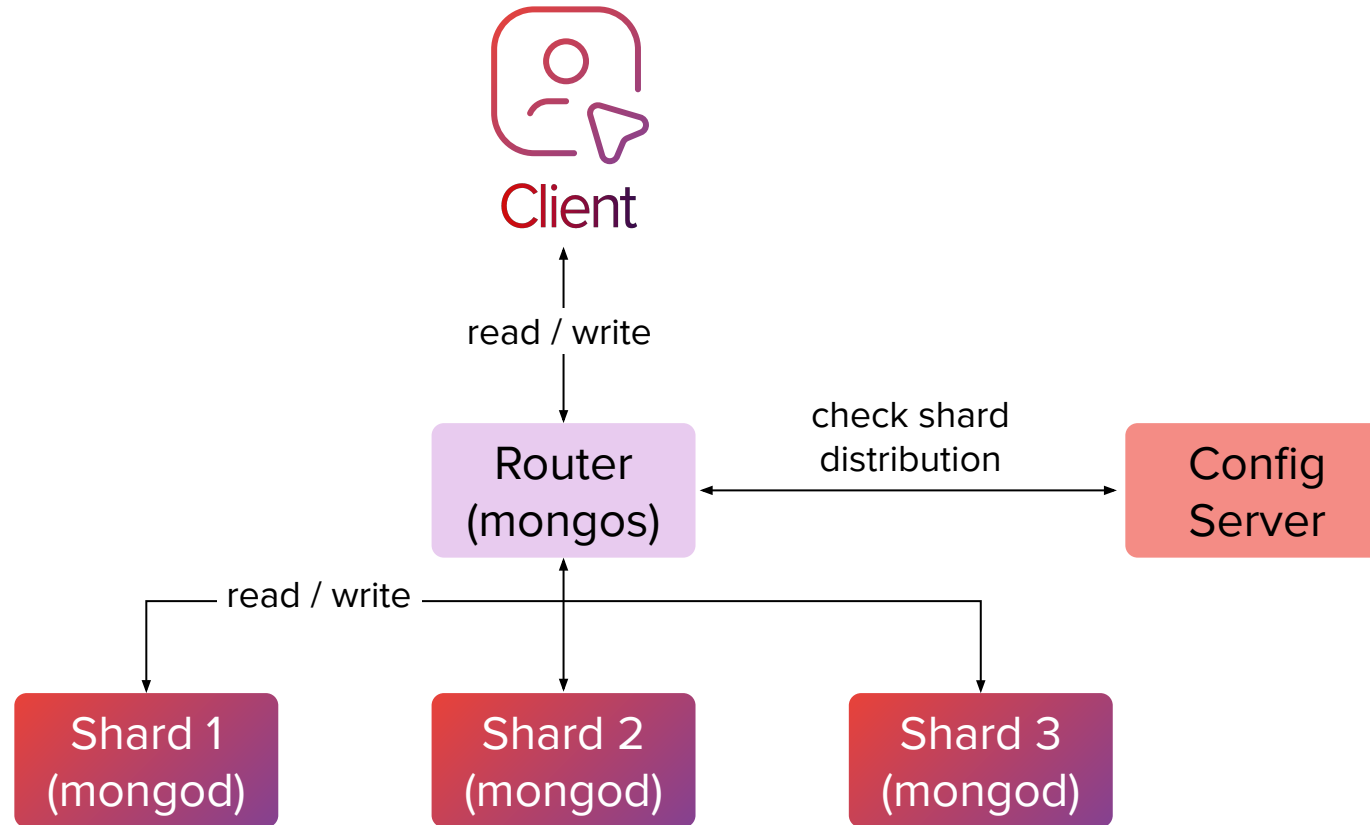 Client
read / write
check shard
distribution
Router
(mongos)
Config
Server
read / write
Shard 1
(mongod)
Shard 2
(mongod)
Shard 3
(mongod)